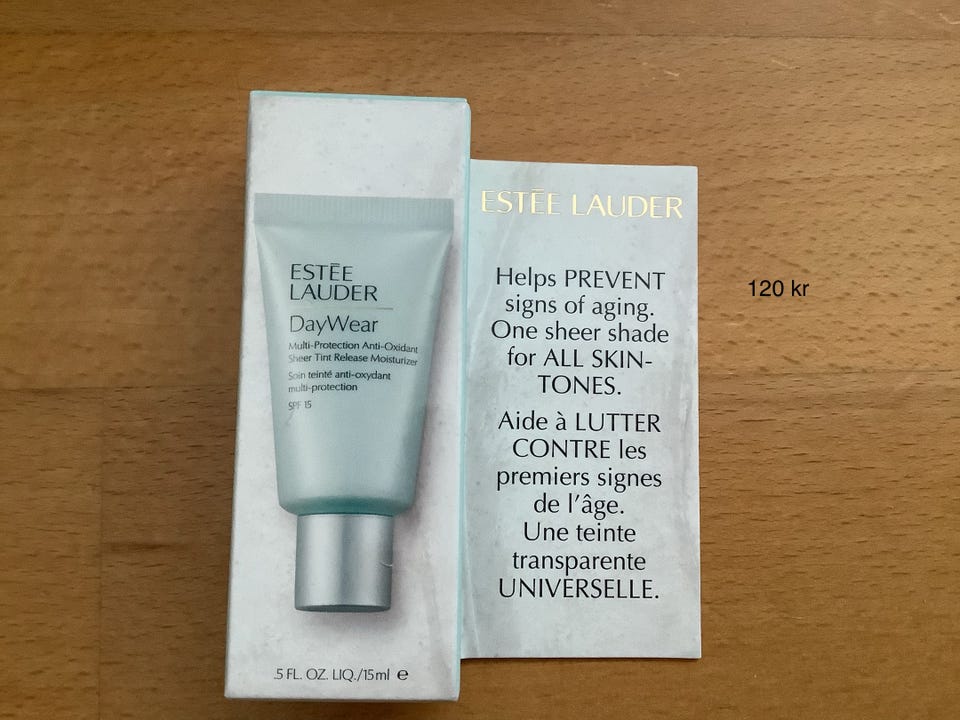 ESTĒE
LAUDER
DayWear
Multi-Protection Anti-Oxidant
Sheer Tint Release Moisturizer
Soin teinté anti-oxydant
multi-protection
SPF 15
.5 FL. OZ. LIQ./15ml e
ESTĒE LAUDER
Helps PREVENT
signs of aging.
One sheer shade
for ALL SKIN-
TONES.
Aide à LUTTER
CONTRE les
premiers signes
de l'âge.
Une teinte
transparente
UNIVERSELLE.
120 kr